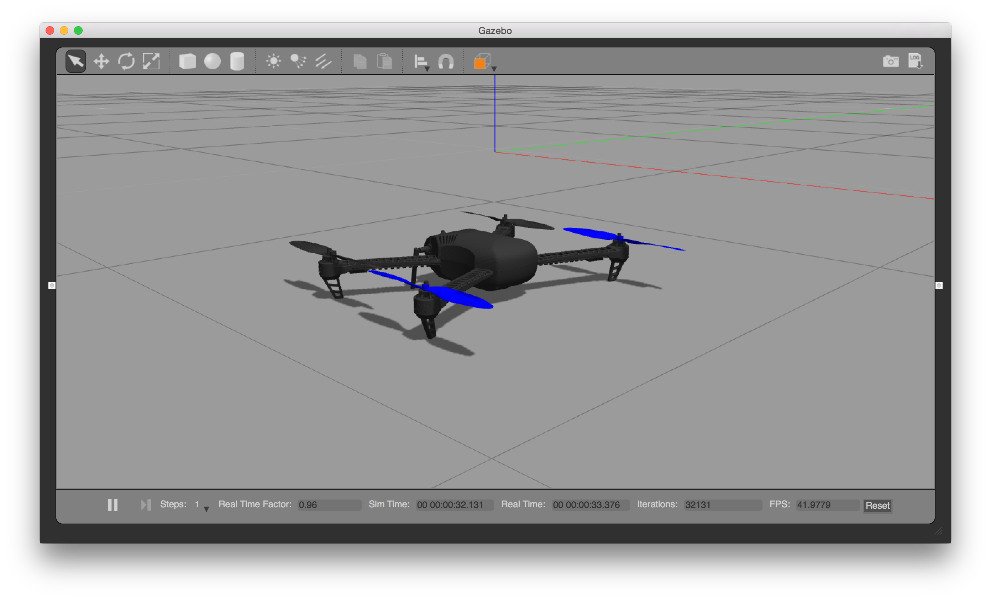 Gazebo
LOG
Steps: 1 Real Time Factor: 0.96 Sim Time: 00 00:00:32.131 Real Time: 00 00:00:33.376 Iterations: 32131 FPS: 41.9779 Reset